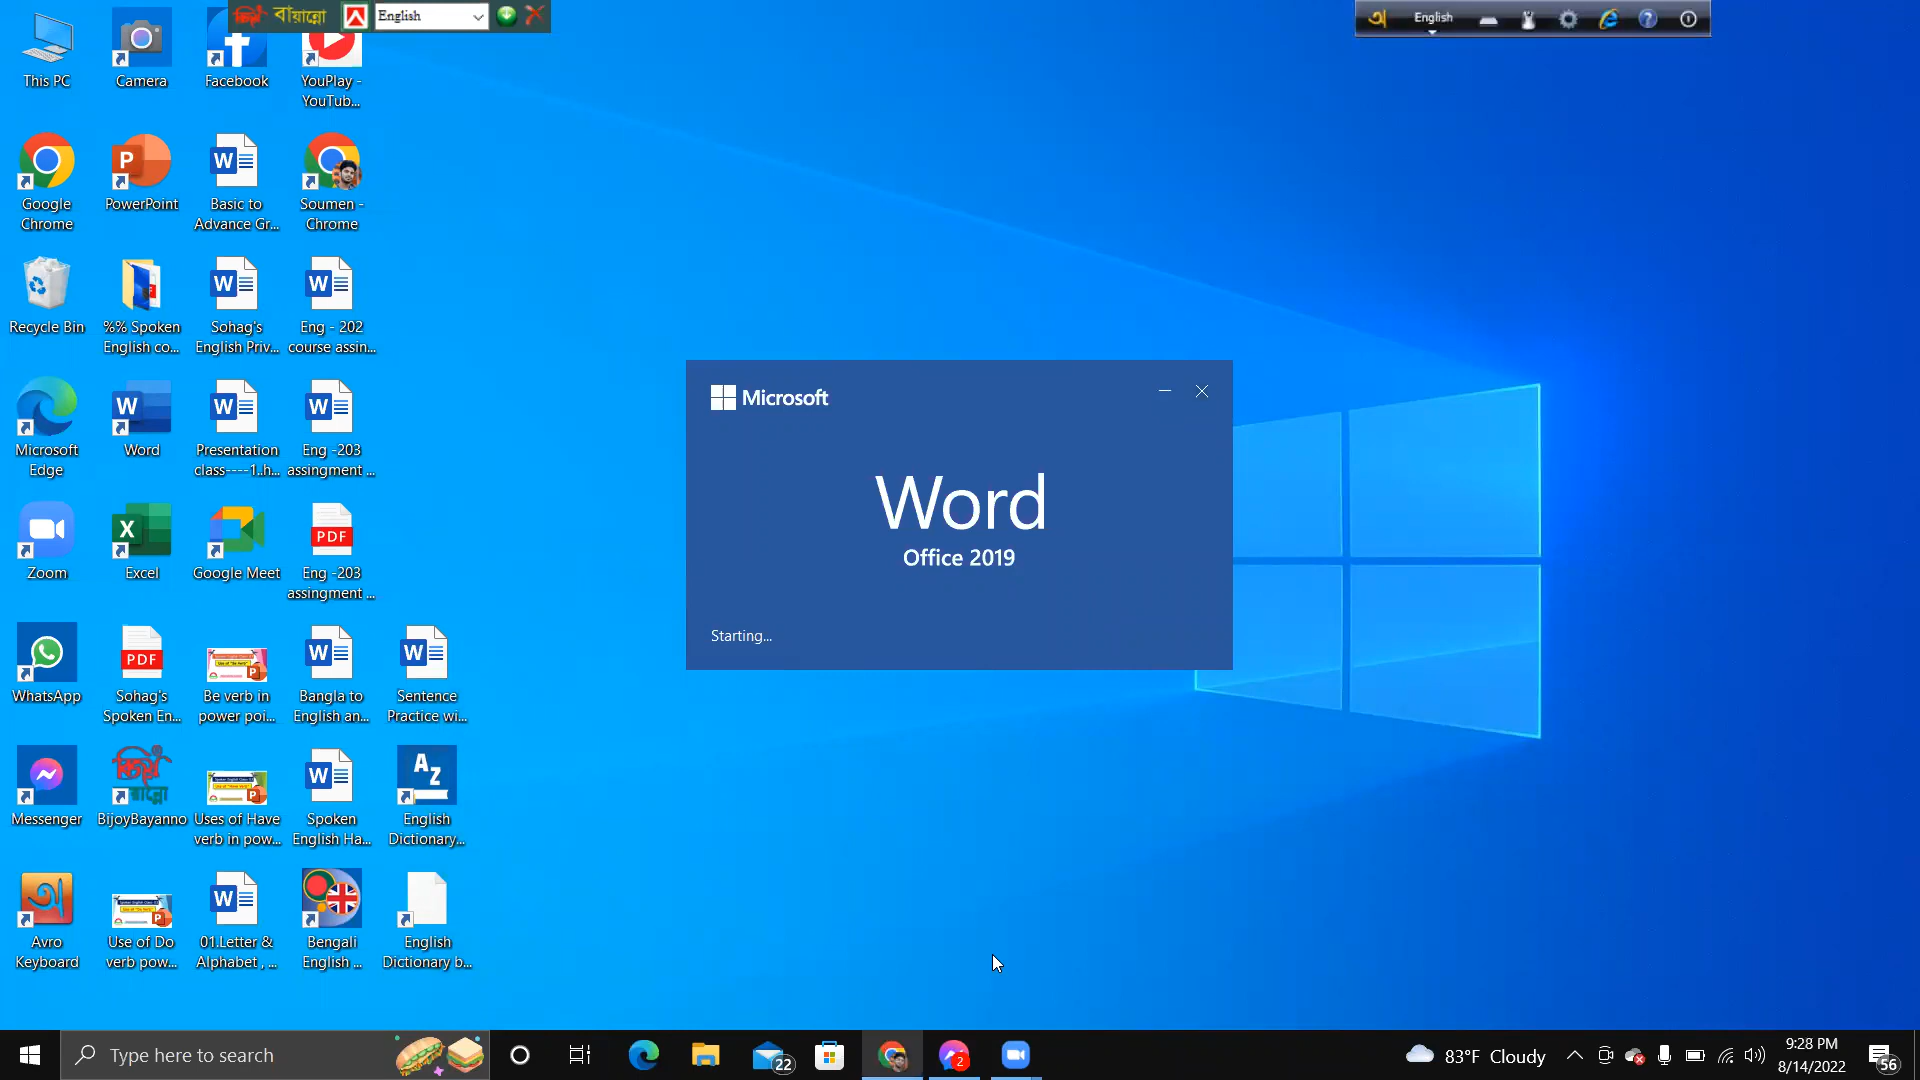 বায়ান্নো
English
অ English
This PC
Camera
Facebook
YouPlay -
YouTub...
Google
Chrome
PowerPoint
Basic to
Advance Gr...
Soumen -
Chrome
Recycle Bin
%% Spoken
English co...
Sohag's
English Priv...
Eng - 202
course assin...
Microsoft
Edge
Word
Presentation
class----1..h...
Eng -203
assingment ...
Zoom
Excel
Google Meet
PDF
Eng -203
assingment ...
WhatsApp
PDF
Sohag's
Spoken En...
Be verb in
power poi...
Bangla to
English an...
Sentence
Practice wi...
Messenger
BijoyBayanno
Uses of Have
verb in pow...
Spoken
English Ha...
AZ
English
Dictionary...
অ
Avro
Keyboard
Use of Do
verb pow...
01.Letter &
Alphabet , ...
Bengali
English ...
English
Dictionary b...
Microsoft
Word
Office 2019
Starting...
Type here to search
22
2
83°F Cloudy
9:28 PM
8/14/2022
56